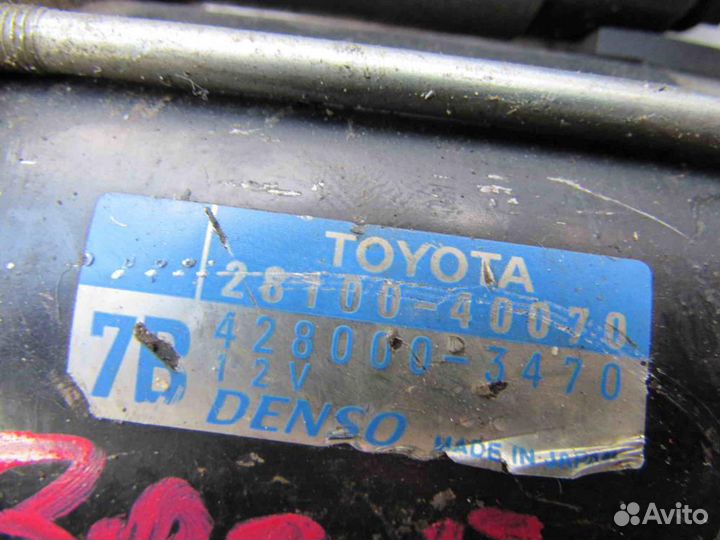 TOYOTA
28100-40070
7B
428000-3470
12V
DENSO
MADE IN JAPAN
Avito